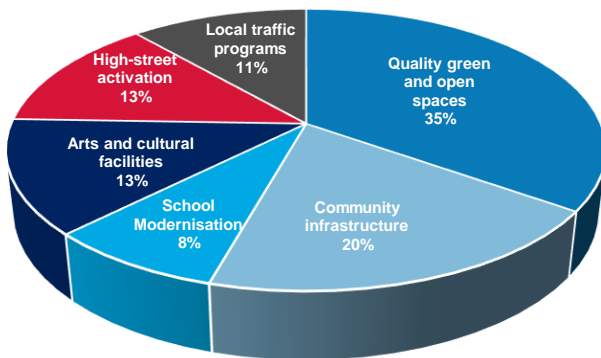 Local traffic
programs
11%
High-street
activation
13%
Quality green
and open
spaces
35%
Arts and cultural
facilities
13%
School
Modernisation
8%
Community
infrastructure
20%